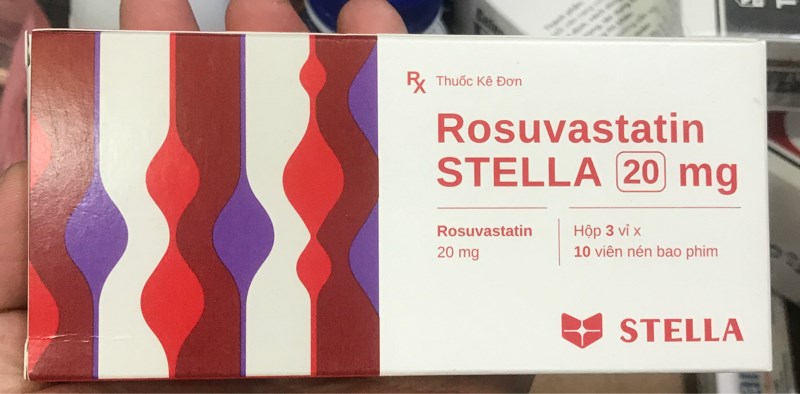 Rx Thuốc Kê Đơn
Rosuvastatin
STELLA 20 mg
Rosuvastatin
20 mg
Hộp 3 vỉ x
10 viên nén bao phim
STELLA